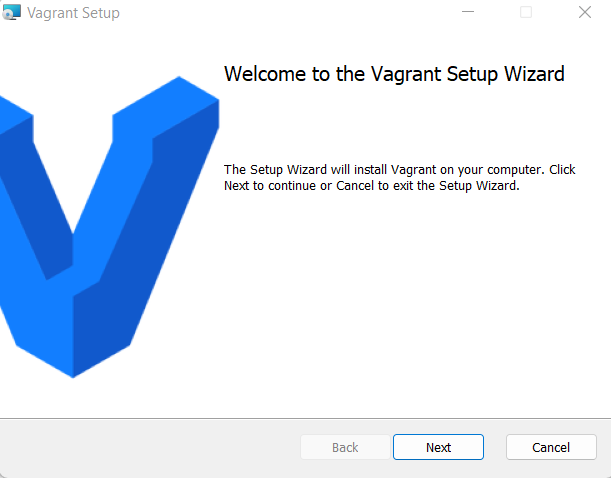 Vagrant Setup
Welcome to the Vagrant Setup Wizard
The Setup Wizard will install Vagrant on your computer. Click
Next to continue or Cancel to exit the Setup Wizard.
Back
Next
Cancel